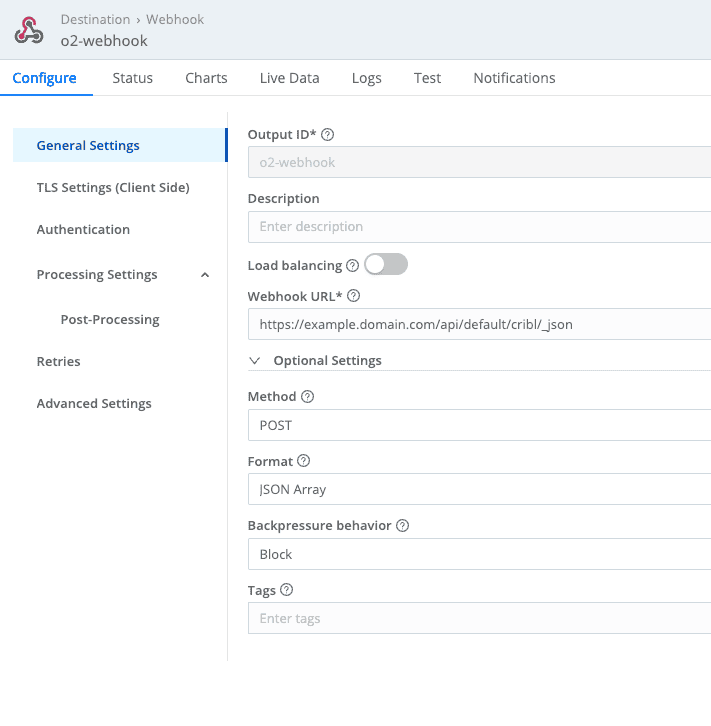 Destination › Webhook
o2-webhook
Configure Status Charts Live Data Logs Test Notifications
General Settings
TLS Settings (Client Side)
Authentication
Processing Settings
Post-Processing
Retries
Advanced Settings
Output ID*
o2-webhook
Description
Enter description
Load balancing
Webhook URL*
https://example.domain.com/api/default/cribl/_json
Optional Settings
Method
POST
Format
JSON Array
Backpressure behavior
Block
Tags
Enter tags